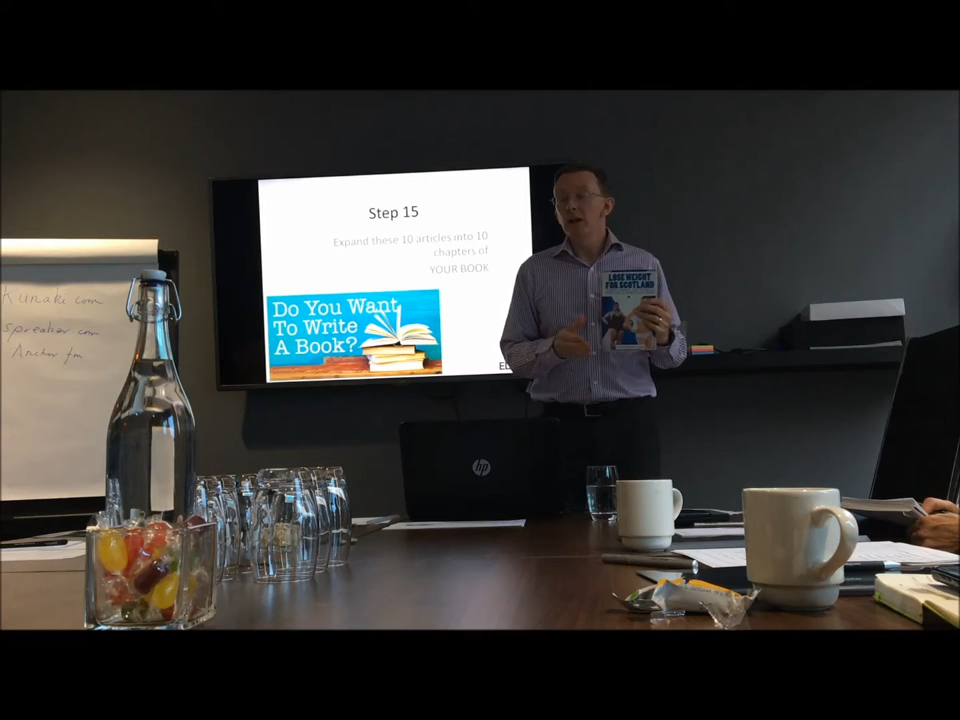 Step 15
Expand these 10 articles into 10
chapters of
YOUR BOOK
Do You Want
To Write
A Book?
LOSE WEIGHT
FOR SCOTLAND
Kunaki.com
spreaker.com
Anchor.fm
hp